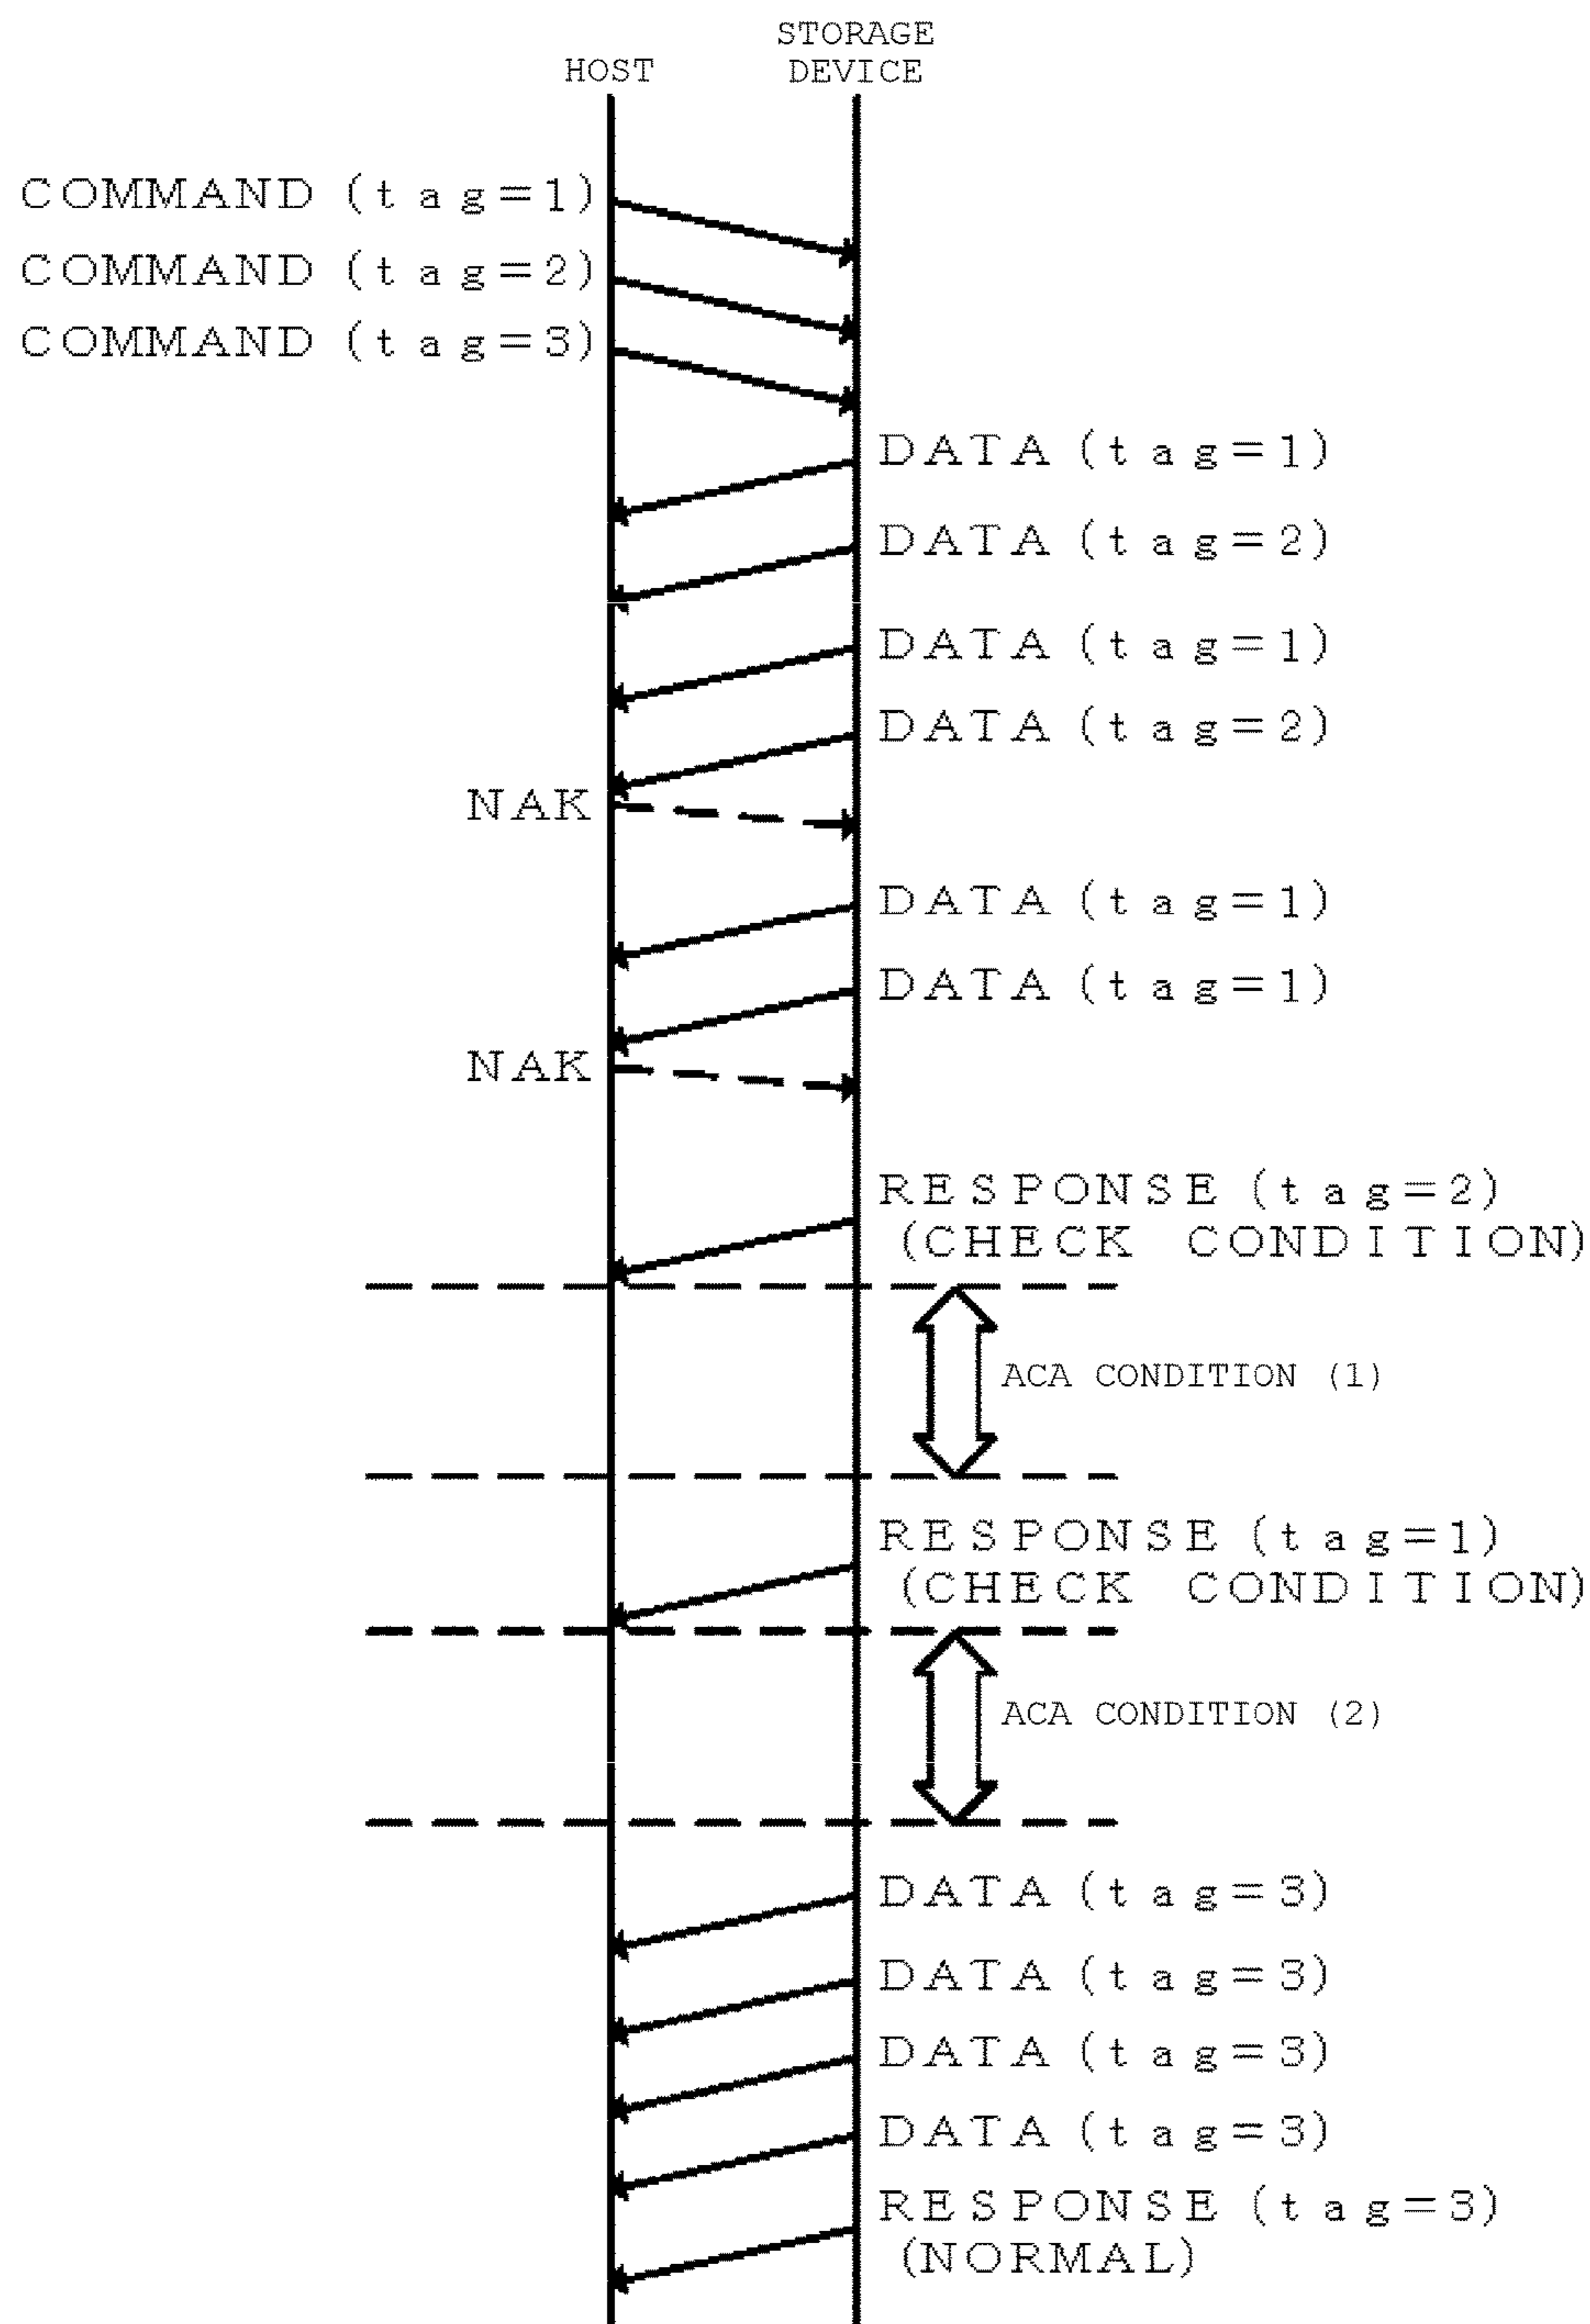 HOST
STORAGE
DEVICE
COMMAND (tag=1)
COMMAND (tag=2)
COMMAND (tag=3)
DATA (tag=1)
DATA (tag=2)
DATA (tag=1)
DATA (tag=2)
NAK
DATA (tag=1)
DATA (tag=1)
NAK
RESPONSE (tag=2)
(CHECK CONDITION)
ACA CONDITION (1)
RESPONSE (tag=1)
(CHECK CONDITION)
ACA CONDITION (2)
DATA (tag=3)
DATA (tag=3)
DATA (tag=3)
DATA (tag=3)
RESPONSE (tag=3)
(NORMAL)